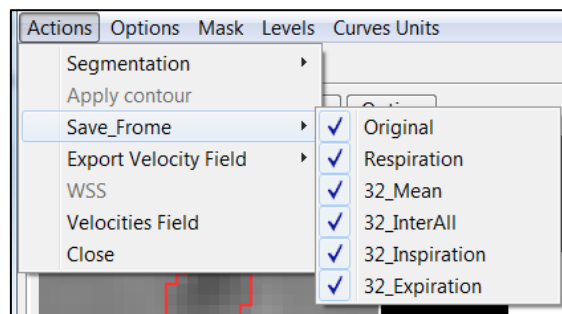 Actions Options Mask Levels Curves Units
Segmentation
Apply contour
Save_Frome
Export Velocity Field
WSS
Velocities Field
Close
Original
Respiration
32_Mean
32_InterAll
32_Inspiration
32_Expiration